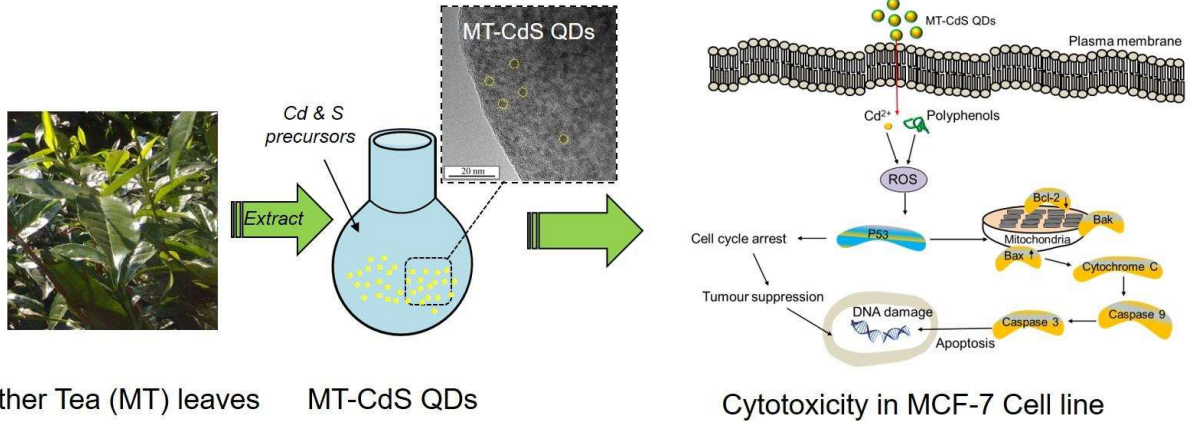 MT-CdS QDs
20 nm
Cd & S
precursors
Extract
MT-CdS QDs
Plasma membrane
Cd²⁺
Polyphenols
ROS
Bcl-2 ↓
Bak
P53
Mitochondria
Cell cycle arrest
Bax ↑
Cytochrome C
Tumour suppression
DNA damage
Caspase 3
Caspase 9
Apoptosis
ther Tea (MT) leaves
MT-CdS QDs
Cytotoxicity in MCF-7 Cell line